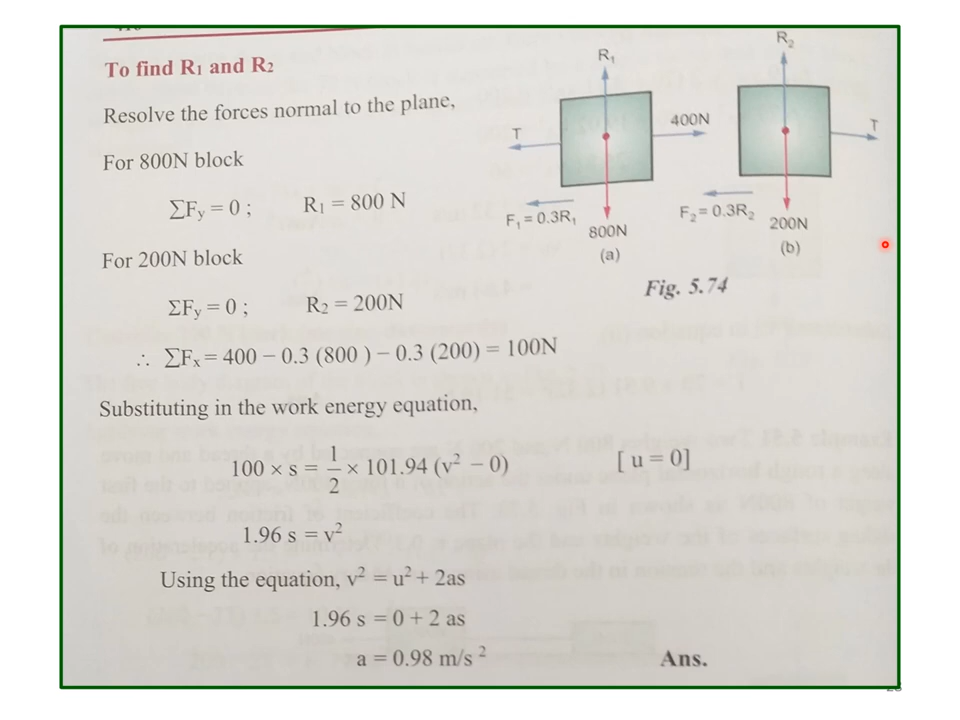 To find R1 and R2
Resolve the forces normal to the plane,
For 800N block
∑Fy = 0 ; R1 = 800 N
For 200N block
∑Fy = 0 ; R2 = 200N
∴ ∑Fx = 400 − 0.3 (800 ) − 0.3 (200) = 100N
R1
T
400N
F1 = 0.3R1
800N
(a)
R2
T
F2 = 0.3R2
200N
(b)
Fig. 5.74
Substituting in the work energy equation,
100 × s = 1/2 × 101.94 (v² − 0) [ u = 0]
1.96 s = v²
Using the equation, v² = u² + 2as
1.96 s = 0 + 2 as
a = 0.98 m/s ² Ans.